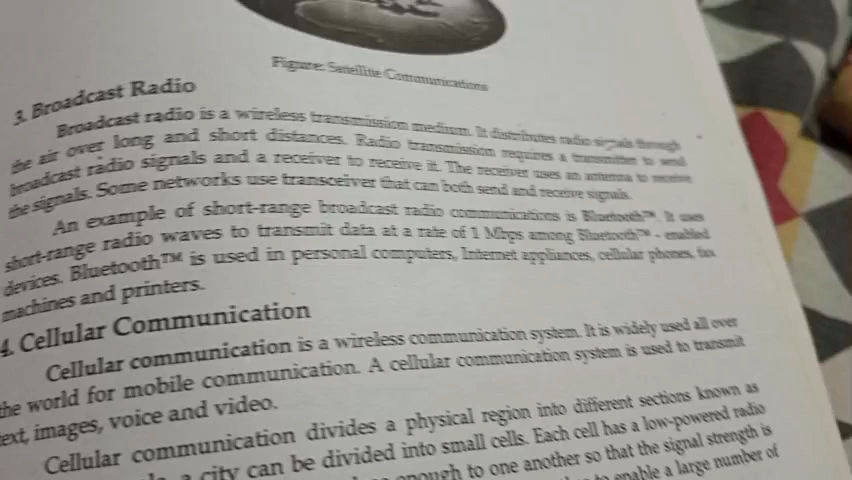 Figure: Satellite Communications
3. Broadcast Radio
Broadcast radio is a wireless transmission medium. It distributes radio signals through
the air over long and short distances. Radio transmission requires a transmitter to send
broadcast radio signals and a receiver to receive it. The receiver uses an antenna to receive
the signals. Some networks use transceiver that can both send and receive signals.
An example of short-range broadcast radio communications is Bluetooth™. It uses
short-range radio waves to transmit data at a rate of 1 Mbps among Bluetooth™ - enabled
devices. Bluetooth™ is used in personal computers, Internet appliances, cellular phones, fax
machines and printers.
4. Cellular Communication
Cellular communication is a wireless communication system. It is widely used all over
the world for mobile communication. A cellular communication system is used to transmit
text, images, voice and video.
Cellular communication divides a physical region into different sections known as
a city can be divided into small cells. Each cell has a low-powered radio
enough to one another so that the signal strength is
to enable a large number of